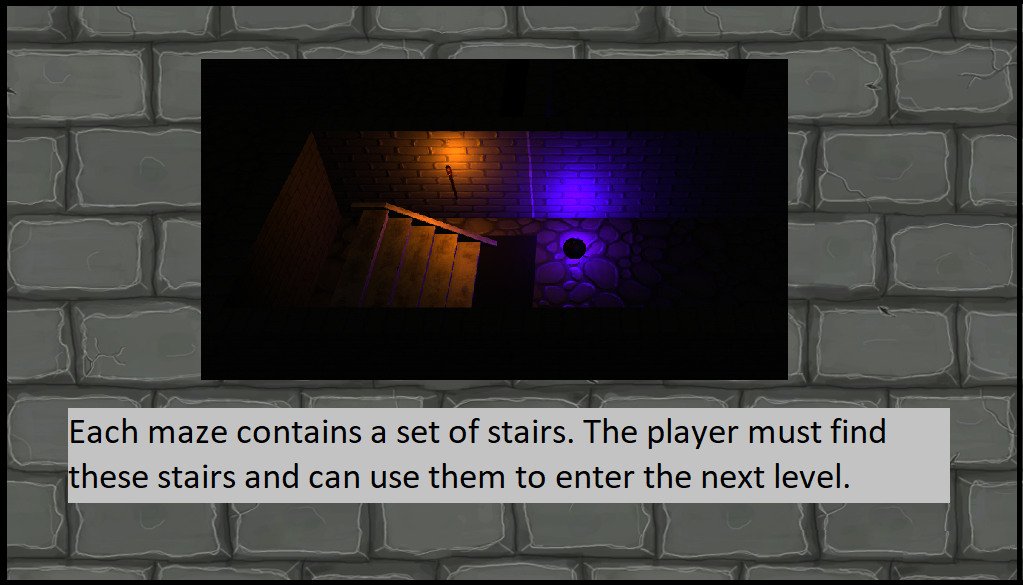 Each maze contains a set of stairs. The player must find
these stairs and can use them to enter the next level.